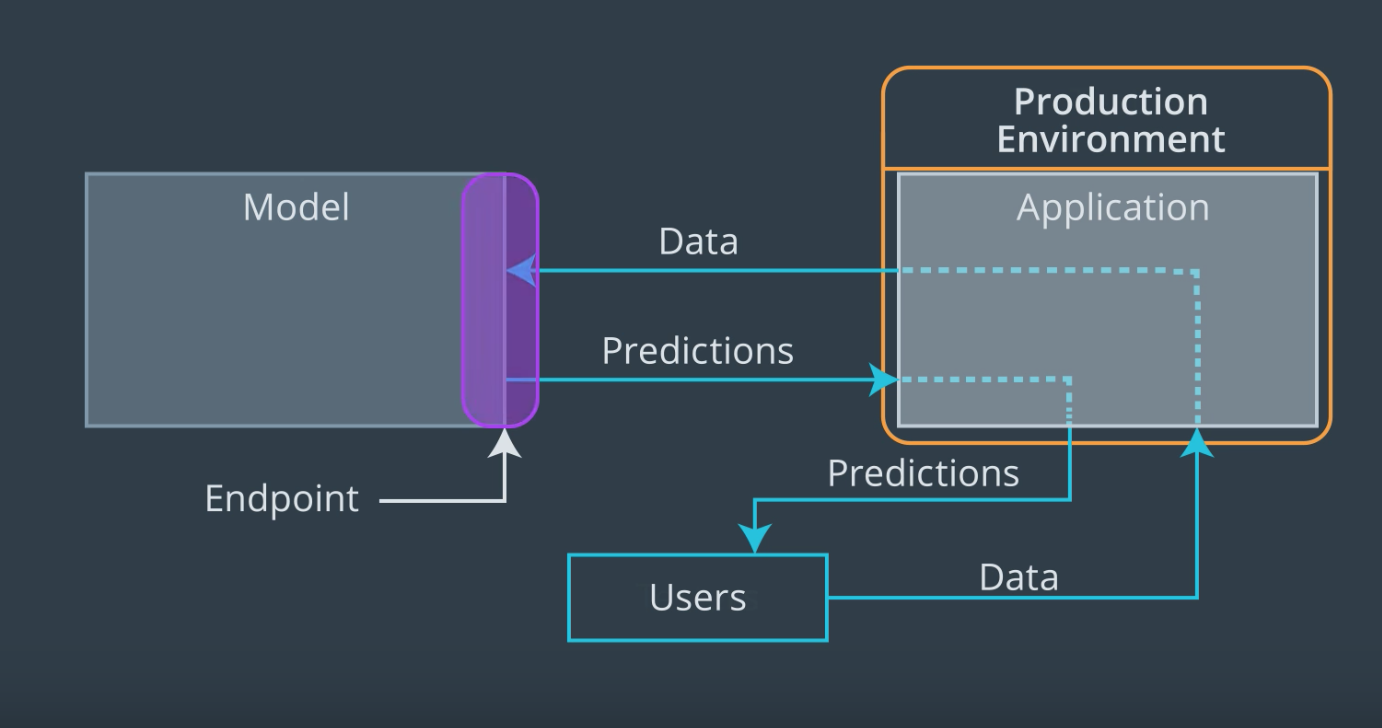 Production
Environment
Model
Application
Data
Predictions
Predictions
Endpoint
Data
Users